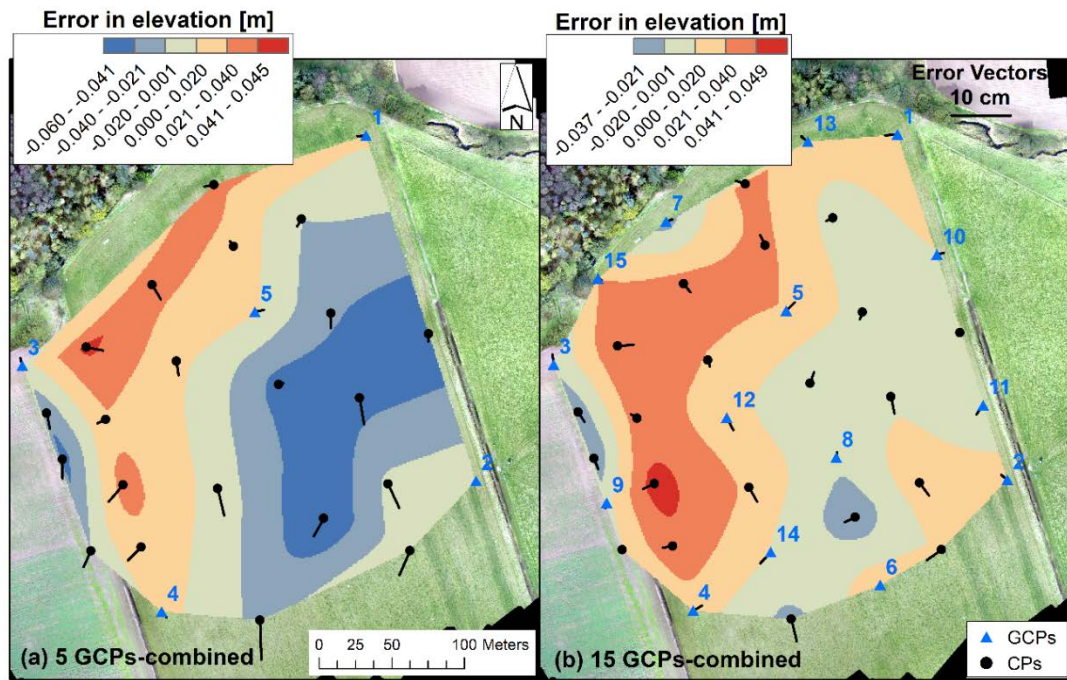 Error in elevation [m]
-0.060 - -0.041
-0.040 - -0.021
-0.020 - 0.001
0.000 - 0.020
0.021 - 0.040
0.041 - 0.045
N
1
5
3
2
4
0 50 100 Meters
(a) 5 GCPs-combined
Error in elevation [m]
-0.037 - -0.021
-0.020 - 0.001
0.000 - 0.020
0.021 - 0.040
0.041 - 0.049
Error Vectors
10 cm
13
1
7
10
15
5
3
11
12
8
2
9
14
6
4
GCPs
CPs
(b) 15 GCPs-combined